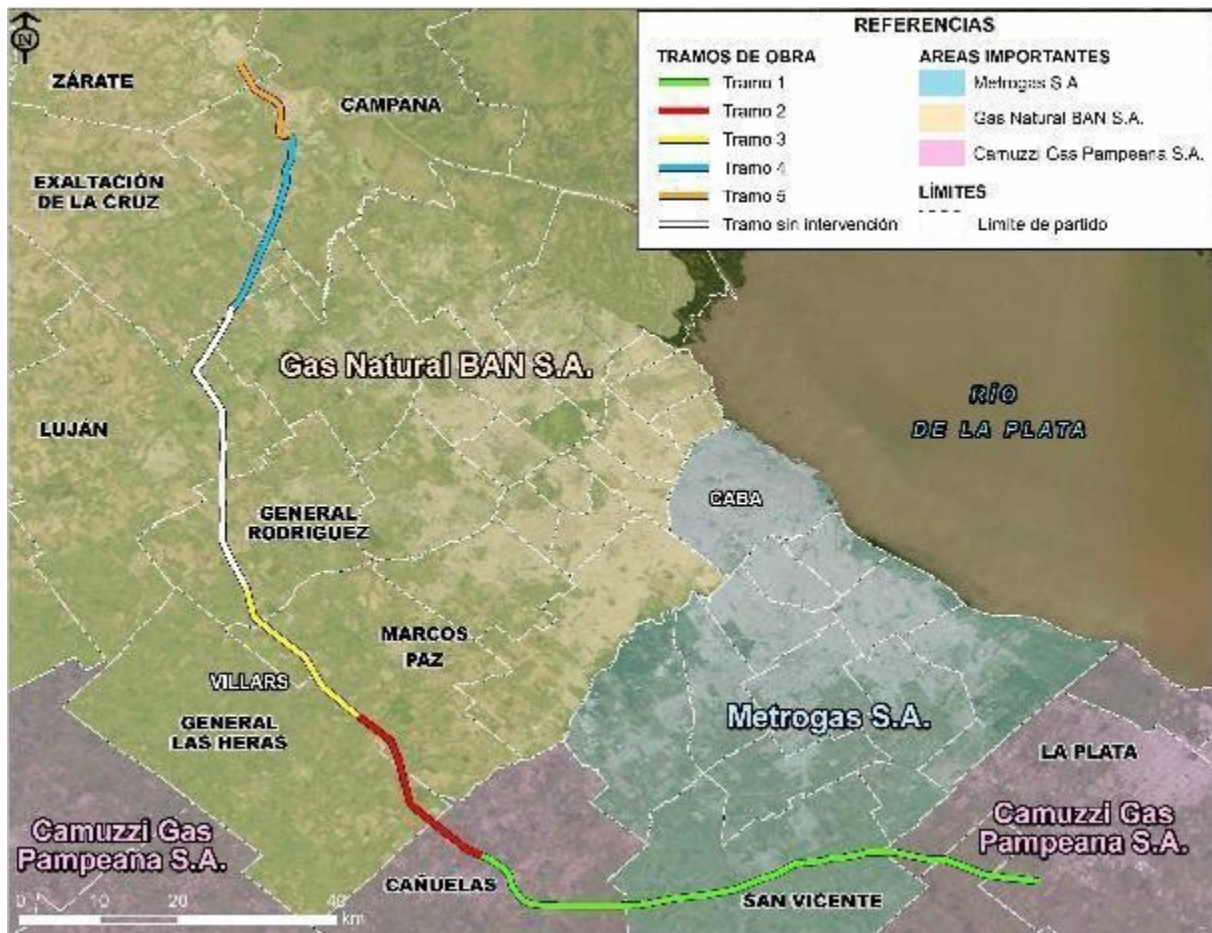 N
REFERENCIAS
TRAMOS DE OBRA
Tramo 1
Tramo 2
Tramo 3
Tramo 4
Tramo 5
Tramo sin intervención
AREAS IMPORTANTES
Metrogas S.A
Gas Natural BAN S.A.
Camuzzi Gas Pampeana S.A.
LÍMITES
Límite de partido
ZÁRATE
CAMPANA
EXALTACIÓN
DE LA CRUZ
Gas Natural BAN S.A.
RÍO
DE LA PLATA
LUJÁN
CABA
GENERAL
RODRIGUEZ
MARCOS
PAZ
VILLARS
GENERAL
LAS HERAS
Metrogas S.A.
LA PLATA
Camuzzi Gas
Pampeana S.A.
Camuzzi Gas
Pampeana S.A.
CAÑUELAS
SAN VICENTE
0 10 20 40
km